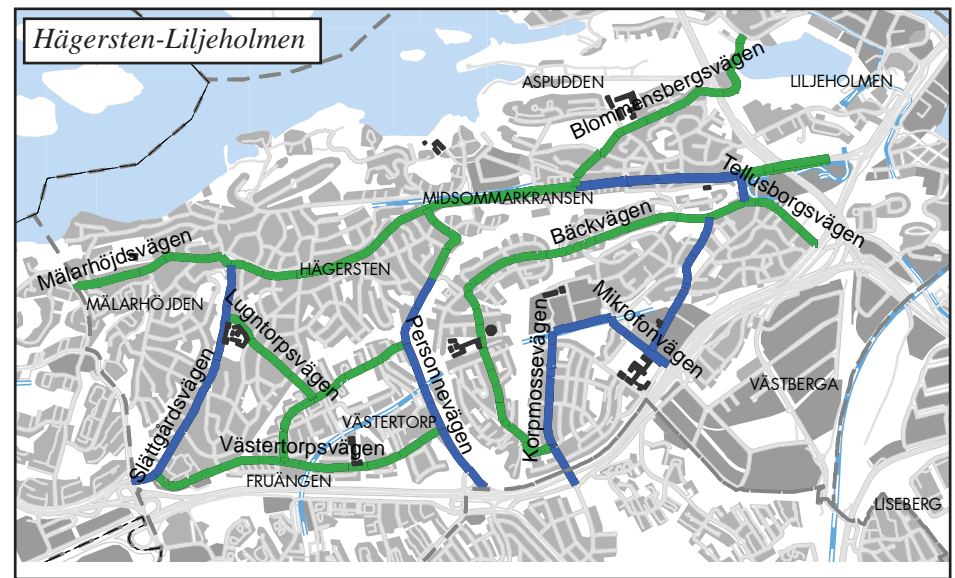 Hägersten-Liljeholmen
ASPUDDEN
LILJEHOLMEN
Blommensbergsvägen
Tellusborgsvägen
MIDSOMMARKRANSEN
Bäckvägen
Mälarhöjdsvägen
HÄGERSTEN
MÄLARHÖJDEN
Lugntorpsvägen
Mikrofonvägen
Personnevägen
Korpmossevägen
Slättgårdsvägen
VÄSTBERGA
VÄSTERTORP
Västertorpsvägen
FRUÄNGEN
LISEBERG